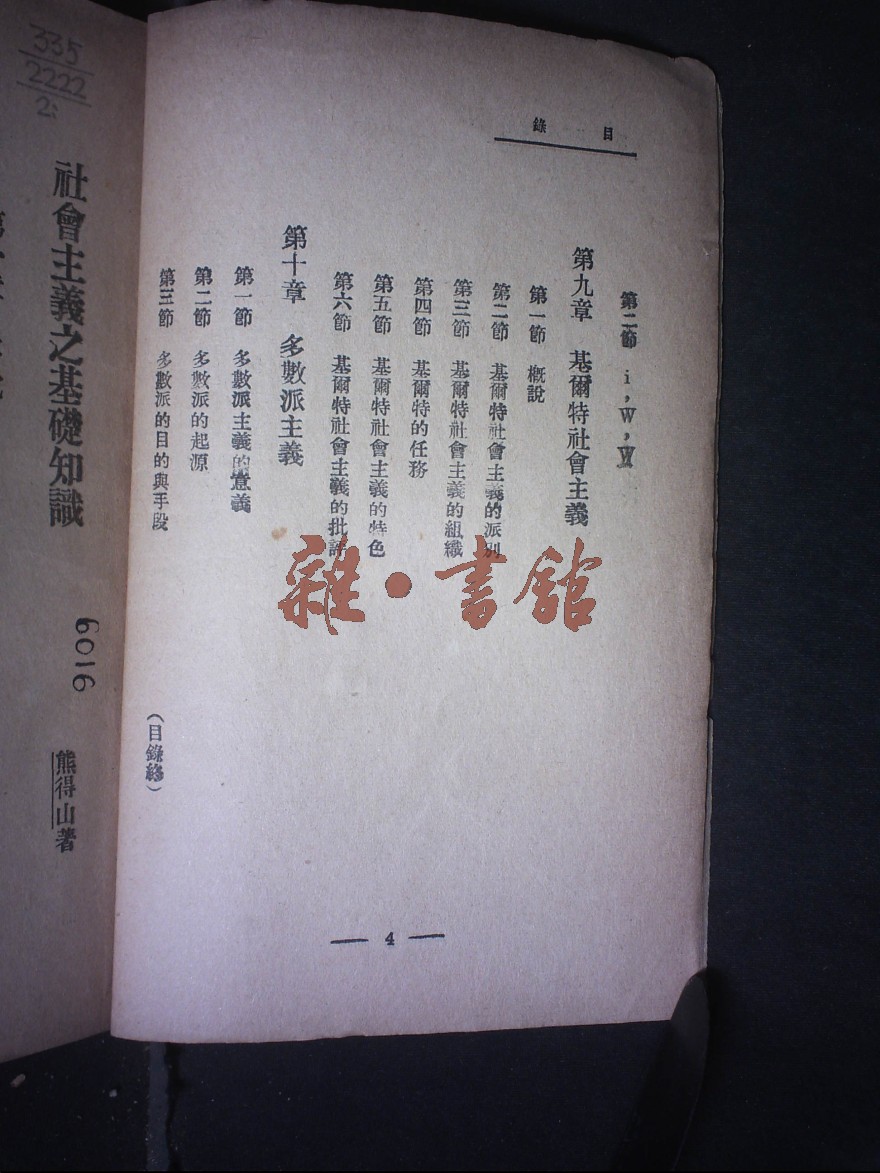 目錄
第二節 i，W，W
第九章 基爾特社會主義
第一節 概說
第二節 基爾特社會主義的派別
第三節 基爾特社會主義的組織
第四節 基爾特的任務
第五節 基爾特社會主義的特色
第六節 基爾特社會主義的批評
第十章 多數派主義
第一節 多數派主義的意義
第二節 多數派的起源
第三節 多數派的目的與手段
（目錄終）
4
雜・書館
335
2222
2:
社會主義之基礎知識
6016
熊得山著